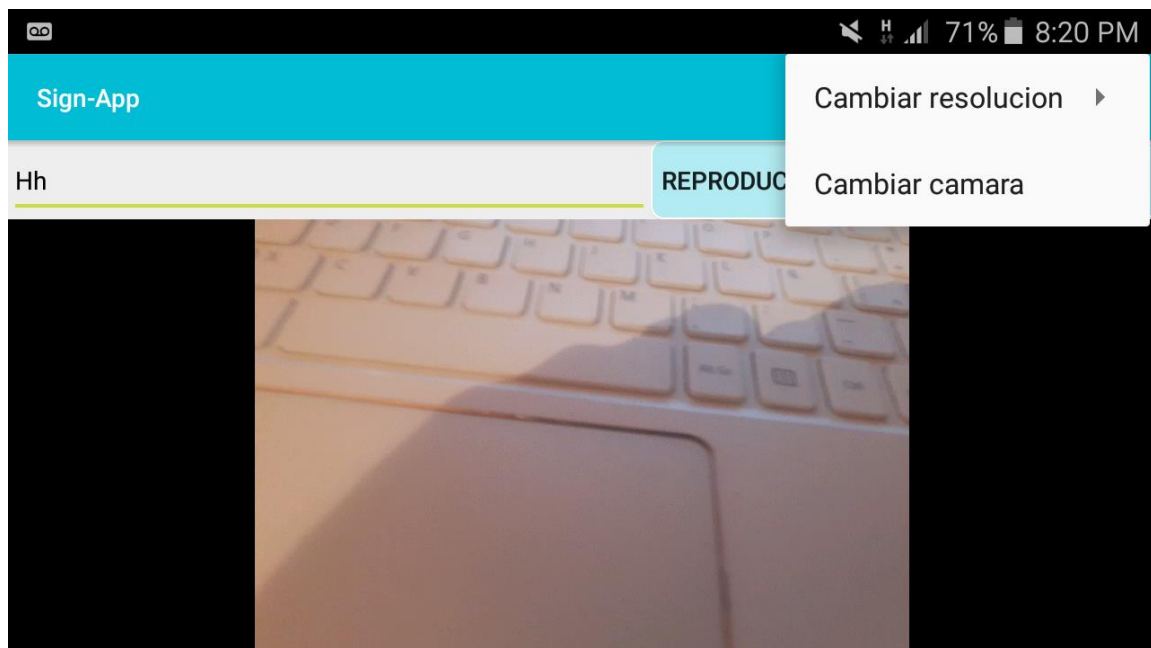 71% 8:20 PM
Sign-App
Cambiar resolucion
Hh
REPRODUC
Cambiar camara